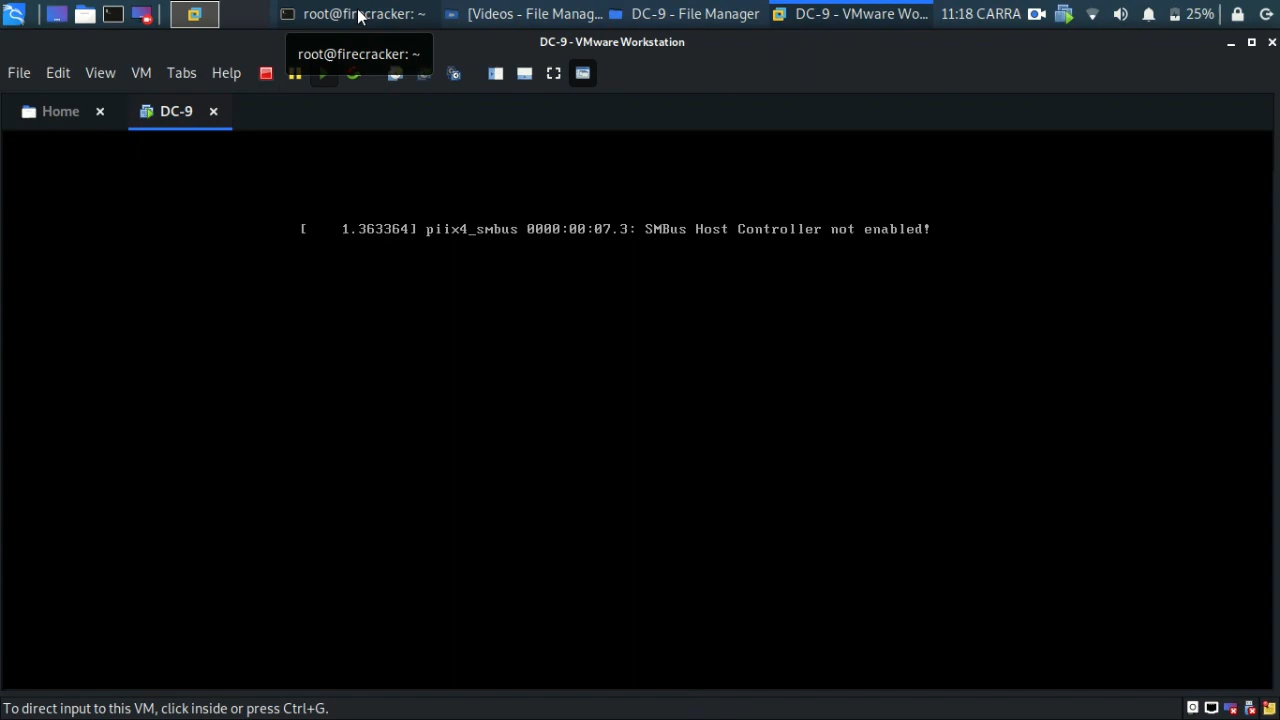 root@firecracker: ~ [Videos - File Manag... DC-9 - File Manager DC-9 - VMware Wo... 11:18 CARRA 25%
DC-9 - VMware Workstation
root@firecracker: ~
File Edit View VM Tabs Help
Home DC-9
[ 1.363364] piix4_smbus 0000:00:07.3: SMBus Host Controller not enabled!
To direct input to this VM, click inside or press Ctrl+G.